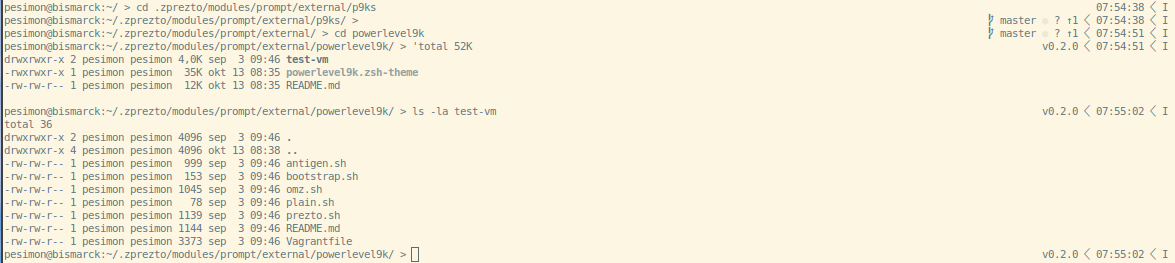 pesimon@bismarck:~/ > cd .zprezto/modules/prompt/external/p9ks 07:54:38 〈 I
pesimon@bismarck:~/.zprezto/modules/prompt/external/p9ks/ > master ? ↑1 〈 07:54:38 〈 I
pesimon@bismarck:~/.zprezto/modules/prompt/external/ > cd powerlevel9k master ? ↑1 〈 07:54:51 〈 I
pesimon@bismarck:~/.zprezto/modules/prompt/external/powerlevel9k/ > 'total 52K v0.2.0 〈 07:54:51 〈 I
drwxrwxr-x 2 pesimon pesimon 4,0K sep  3 09:46 test-vm
-rwxrwxr-x 1 pesimon pesimon  35K okt 13 08:35 powerlevel9k.zsh-theme
-rw-rw-r-- 1 pesimon pesimon  12K okt 13 08:35 README.md
pesimon@bismarck:~/.zprezto/modules/prompt/external/powerlevel9k/ > ls -la test-vm v0.2.0 〈 07:55:02 〈 I
total 36
drwxrwxr-x 2 pesimon pesimon 4096 sep  3 09:46 .
drwxrwxr-x 4 pesimon pesimon 4096 okt 13 08:38 ..
-rw-rw-r-- 1 pesimon pesimon  999 sep  3 09:46 antigen.sh
-rw-rw-r-- 1 pesimon pesimon  153 sep  3 09:46 bootstrap.sh
-rw-rw-r-- 1 pesimon pesimon 1045 sep  3 09:46 omz.sh
-rw-rw-r-- 1 pesimon pesimon   78 sep  3 09:46 plain.sh
-rw-rw-r-- 1 pesimon pesimon 1139 sep  3 09:46 prezto.sh
-rw-rw-r-- 1 pesimon pesimon 1144 sep  3 09:46 README.md
-rw-rw-r-- 1 pesimon pesimon 3373 sep  3 09:46 Vagrantfile
pesimon@bismarck:~/.zprezto/modules/prompt/external/powerlevel9k/ > v0.2.0 〈 07:55:02 〈 I